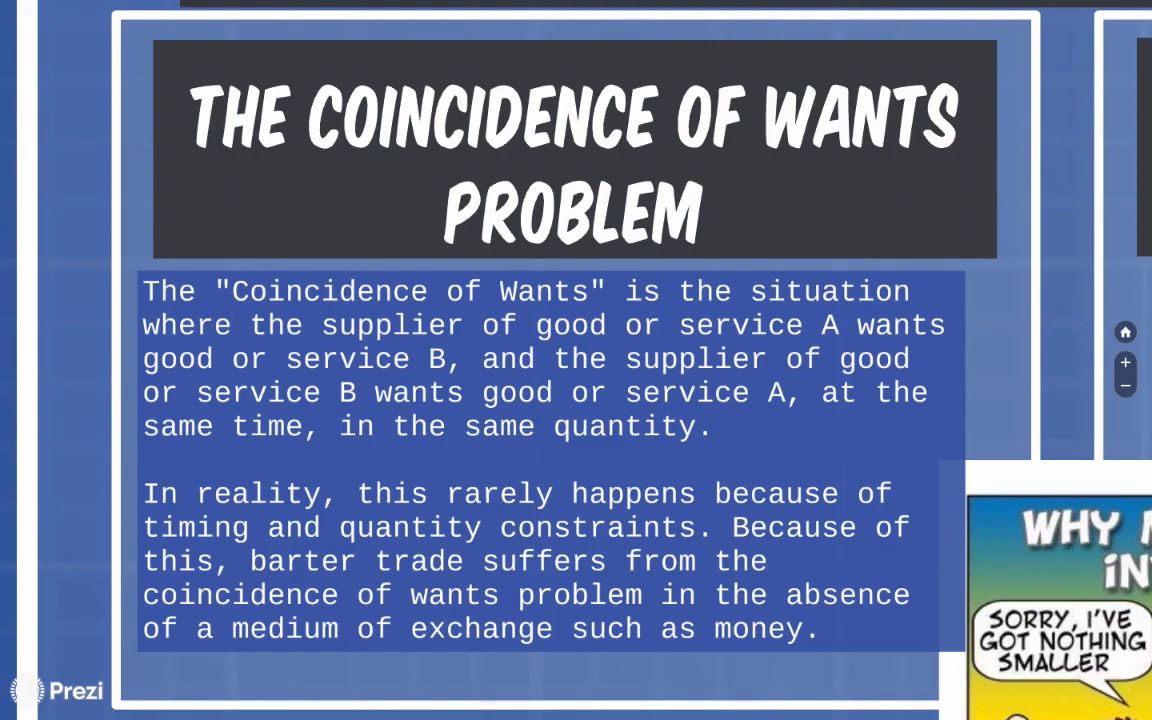 THE COINCIDENCE OF WANTS
PROBLEM
The "Coincidence of Wants" is the situation
where the supplier of good or service A wants
good or service B, and the supplier of good
or service B wants good or service A, at the
same time, in the same quantity.
In reality, this rarely happens because of
timing and quantity constraints. Because of
this, barter trade suffers from the
coincidence of wants problem in the absence
of a medium of exchange such as money.
WHY
SORRY, I'VE
GOT NOTHING
SMALLER
Prezi